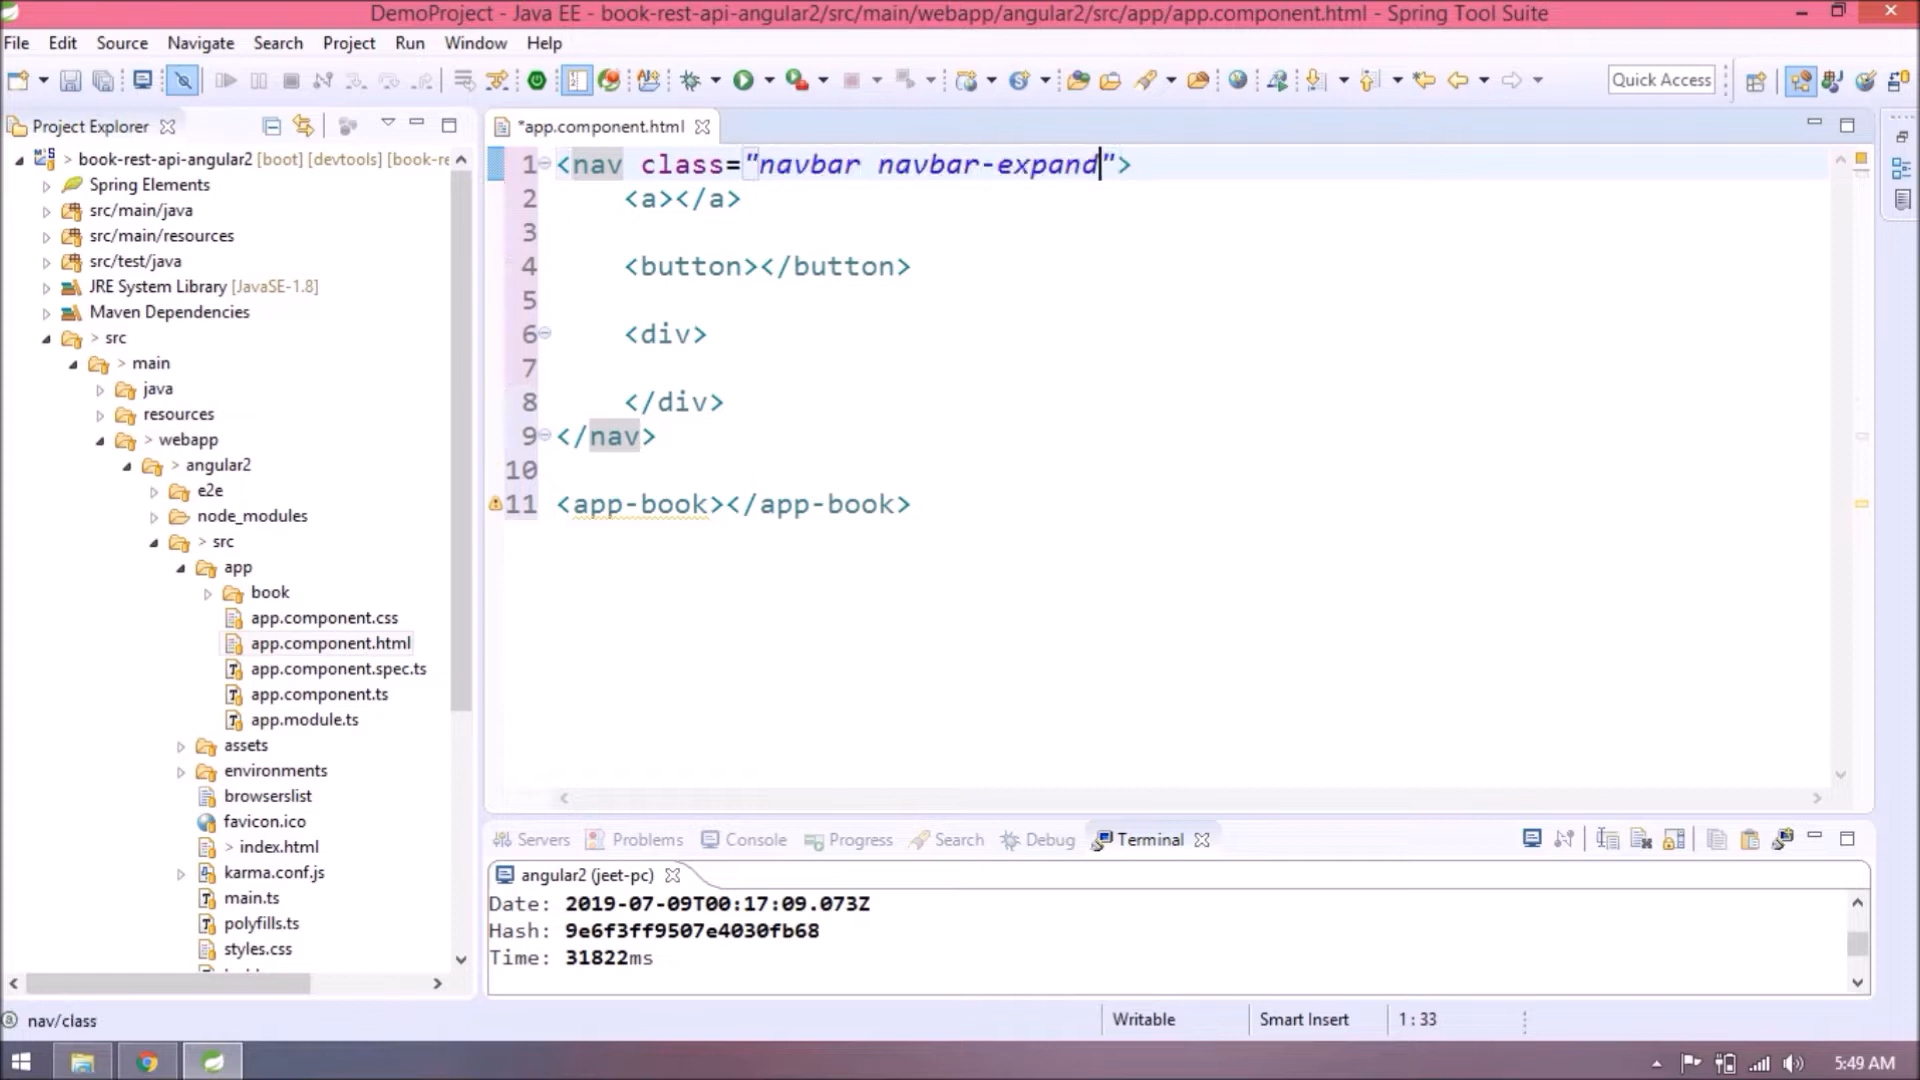 DemoProject - Java EE - book-rest-api-angular2/src/main/webapp/angular2/src/app/app.component.html - Spring Tool Suite
File Edit Source Navigate Search Project Run Window Help
Quick Access
Project Explorer
book-rest-api-angular2 [boot] [devtools] [book-re
Spring Elements
src/main/java
src/main/resources
src/test/java
JRE System Library [JavaSE-1.8]
Maven Dependencies
> src
> main
java
resources
> webapp
> angular2
e2e
node_modules
> src
app
book
app.component.css
app.component.html
app.component.spec.ts
app.component.ts
app.module.ts
assets
environments
browserslist
favicon.ico
> index.html
karma.conf.js
main.ts
polyfills.ts
styles.css
*app.component.html
1 <nav class="navbar navbar-expand">
2 <a></a>
3
4 <button></button>
5
6 <div>
7
8 </div>
9 </nav>
10
11 <app-book></app-book>
Servers Problems Console Progress Search Debug Terminal
angular2 (jeet-pc)
Date: 2019-07-09T00:17:09.073Z
Hash: 9e6f3ff9507e4030fb68
Time: 31822ms
nav/class
Writable
Smart Insert
1 : 33
5:49 AM